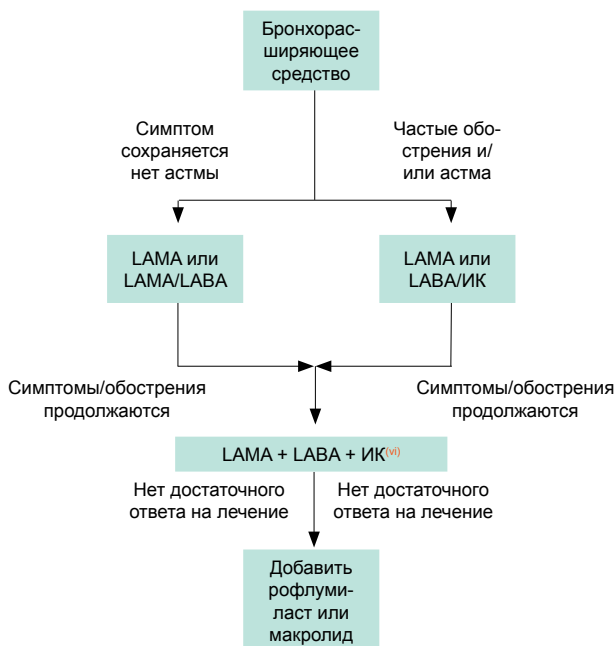 Бронхорас-
ширяющее
средство
Симптом
сохраняется
нет астмы
Частые обо-
стрения и/
или астма
LAMA или
LAMA/LABA
LAMA или
LABA/ИК
Симптомы/обострения
продолжаются
Симптомы/обострения
продолжаются
LAMA + LABA + ИК(vi)
Нет достаточного
ответа на лечение
Нет достаточного
ответа на лечение
Добавить
рофлуми-
ласт или
макролид